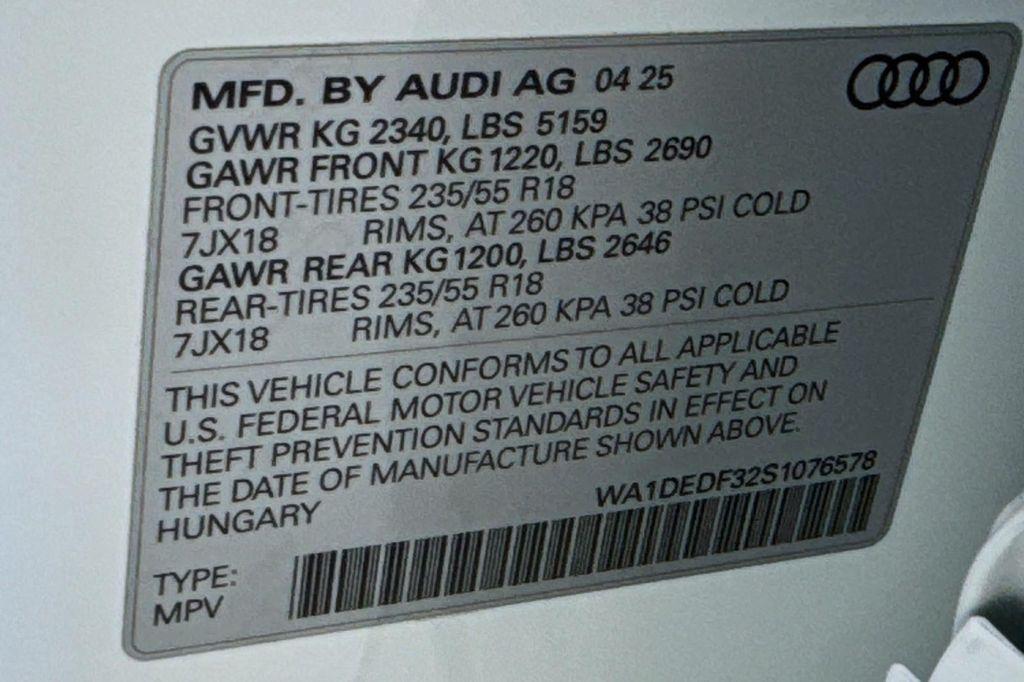 MFD. BY AUDI AG 04 25
GVWR KG 2340, LBS 5159
GAWR FRONT KG 1220, LBS 2690
FRONT-TIRES 235/55 R18
7JX18 RIMS, AT 260 KPA 38 PSI COLD
GAWR REAR KG 1200, LBS 2646
REAR-TIRES 235/55 R18
7JX18 RIMS, AT 260 KPA 38 PSI COLD
THIS VEHICLE CONFORMS TO ALL APPLICABLE
U.S. FEDERAL MOTOR VEHICLE SAFETY AND
THEFT PREVENTION STANDARDS IN EFFECT ON
THE DATE OF MANUFACTURE SHOWN ABOVE.
HUNGARY WA1DEDF32S1076578
TYPE:
MPV